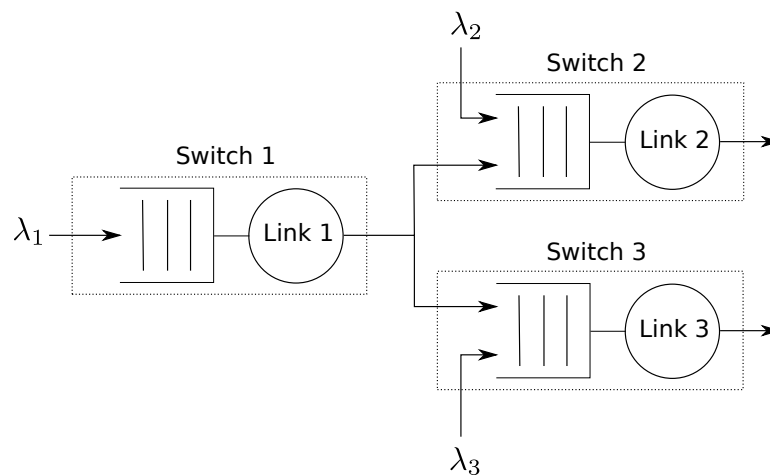 λ₂
Switch 2
Link 2
Switch 1
λ₁
Link 1
Switch 3
Link 3
λ₃